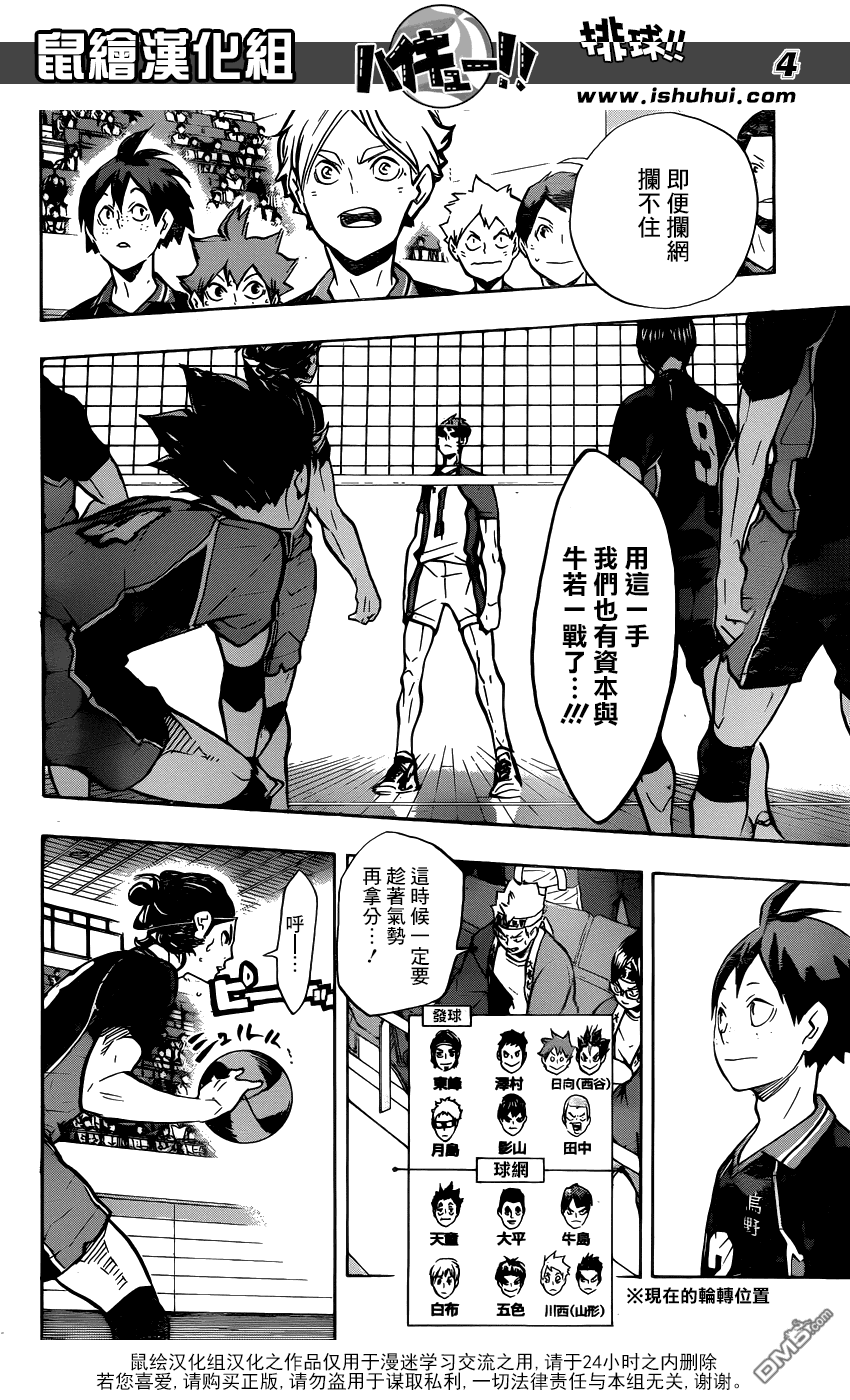 鼠繪漢化組
ハイキュー!!
排球!!
4
www.ishuhui.com
即便攔網
攔不住
用這一手
我們也有資本與
牛若一戰了…!!!
9
這時候一定要
趁著氣勢
再拿分…!
呼—…
ピーッ
シュルルル
發球
東峰 澤村 日向(西谷)
月島 影山 田中
球網
天童 大平 牛島
白布 五色 川西(山形)
烏野
※現在的輪轉位置
鼠绘汉化组汉化之作品仅用于漫迷学习交流之用, 请于24小时之内删除
若您喜爱, 请购买正版, 请勿盗用于谋取私利, 一切法律责任与本组无关, 谢谢.
DM5.com